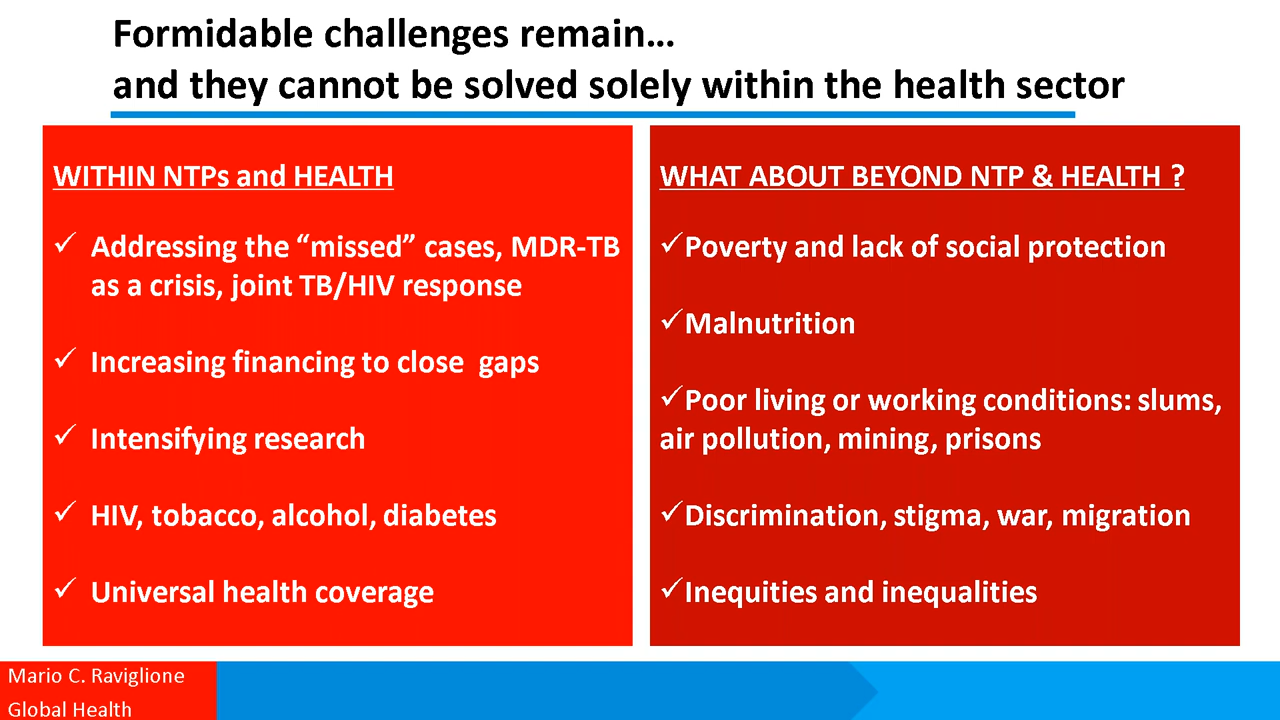 Formidable challenges remain…
and they cannot be solved solely within the health sector
WITHIN NTPs and HEALTH
✓ Addressing the “missed” cases, MDR-TB
as a crisis, joint TB/HIV response
✓ Increasing financing to close  gaps
✓ Intensifying research
✓ HIV, tobacco, alcohol, diabetes
✓ Universal health coverage
WHAT ABOUT BEYOND NTP & HEALTH ?
✓Poverty and lack of social protection
✓Malnutrition
✓Poor living or working conditions: slums,
air pollution, mining, prisons
✓Discrimination, stigma, war, migration
✓Inequities and inequalities
Mario C. Raviglione
Global Health